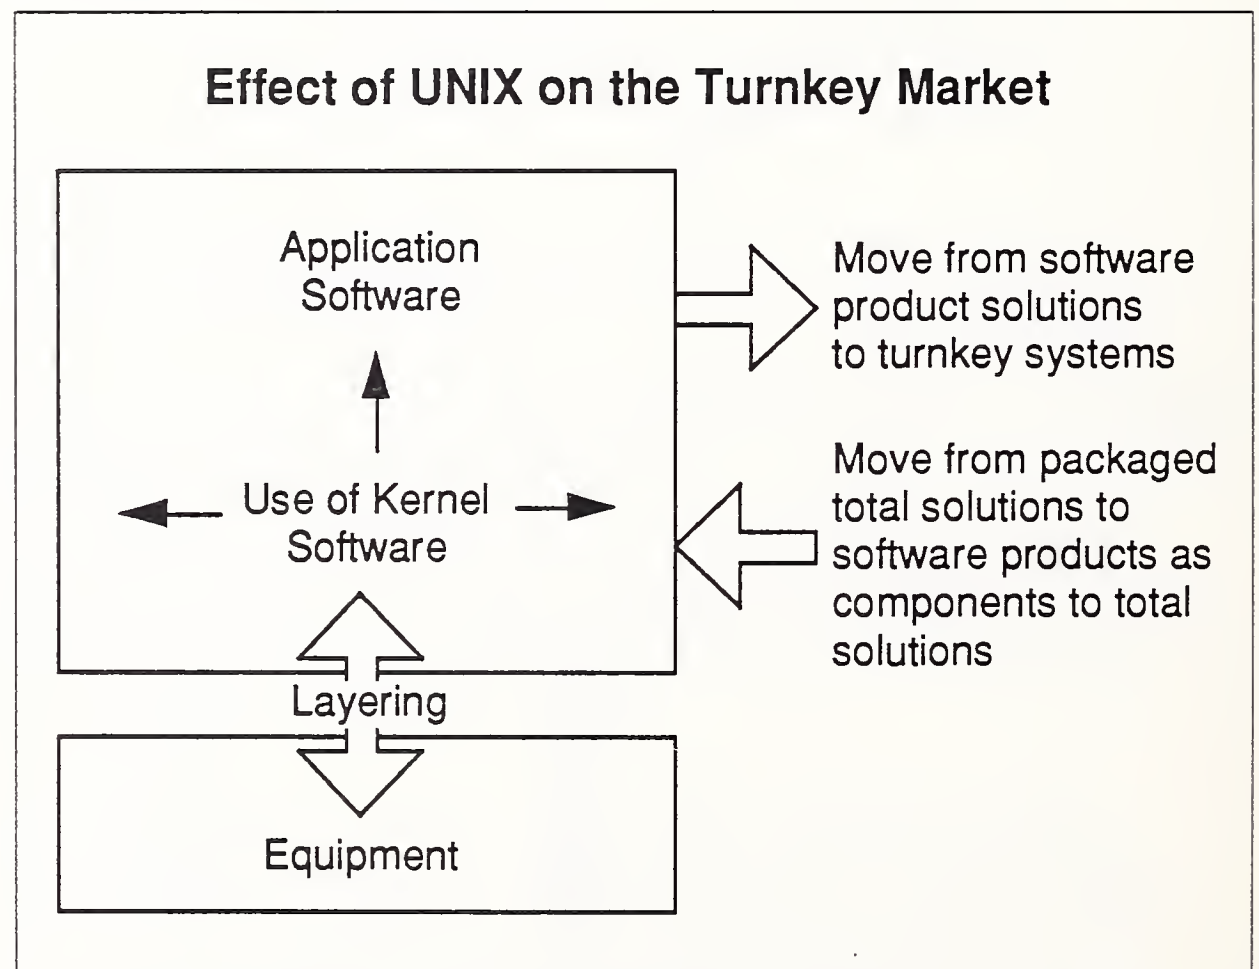 Effect of UNIX on the Turnkey Market
Application
Software
Use of Kernel
Software
Layering
Equipment
Move from software
product solutions
to turnkey systems
Move from packaged
total solutions to
software products as
components to total
solutions